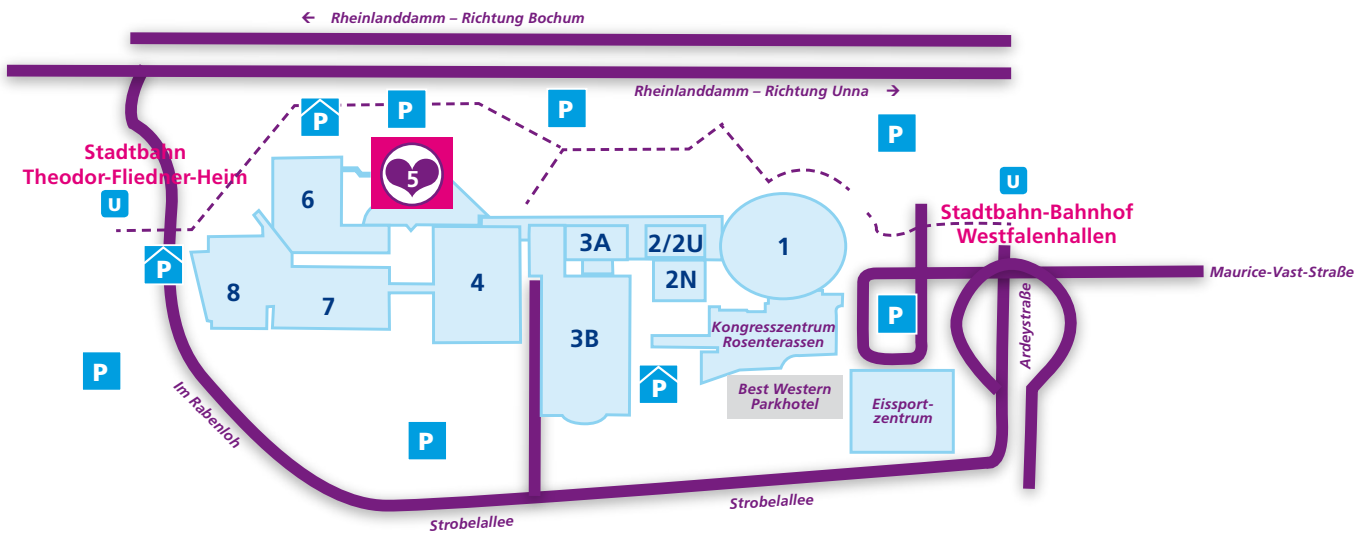 ← Rheinlanddamm – Richtung Bochum
Rheinlanddamm – Richtung Unna →
P
P
P
P
Stadtbahn
Theodor-Fliedner-Heim
U
5
6
U
Stadtbahn-Bahnhof
Westfalenhallen
3A
2/2U
1
P
8
7
4
2N
Maurice-Vast-Straße
P
Ardeystraße
Kongresszentrum
Rosenterassen
3B
P
P
Best Western
Parkhotel
Eissport-
zentrum
Im Rabenloh
P
Strobelallee
Strobelallee